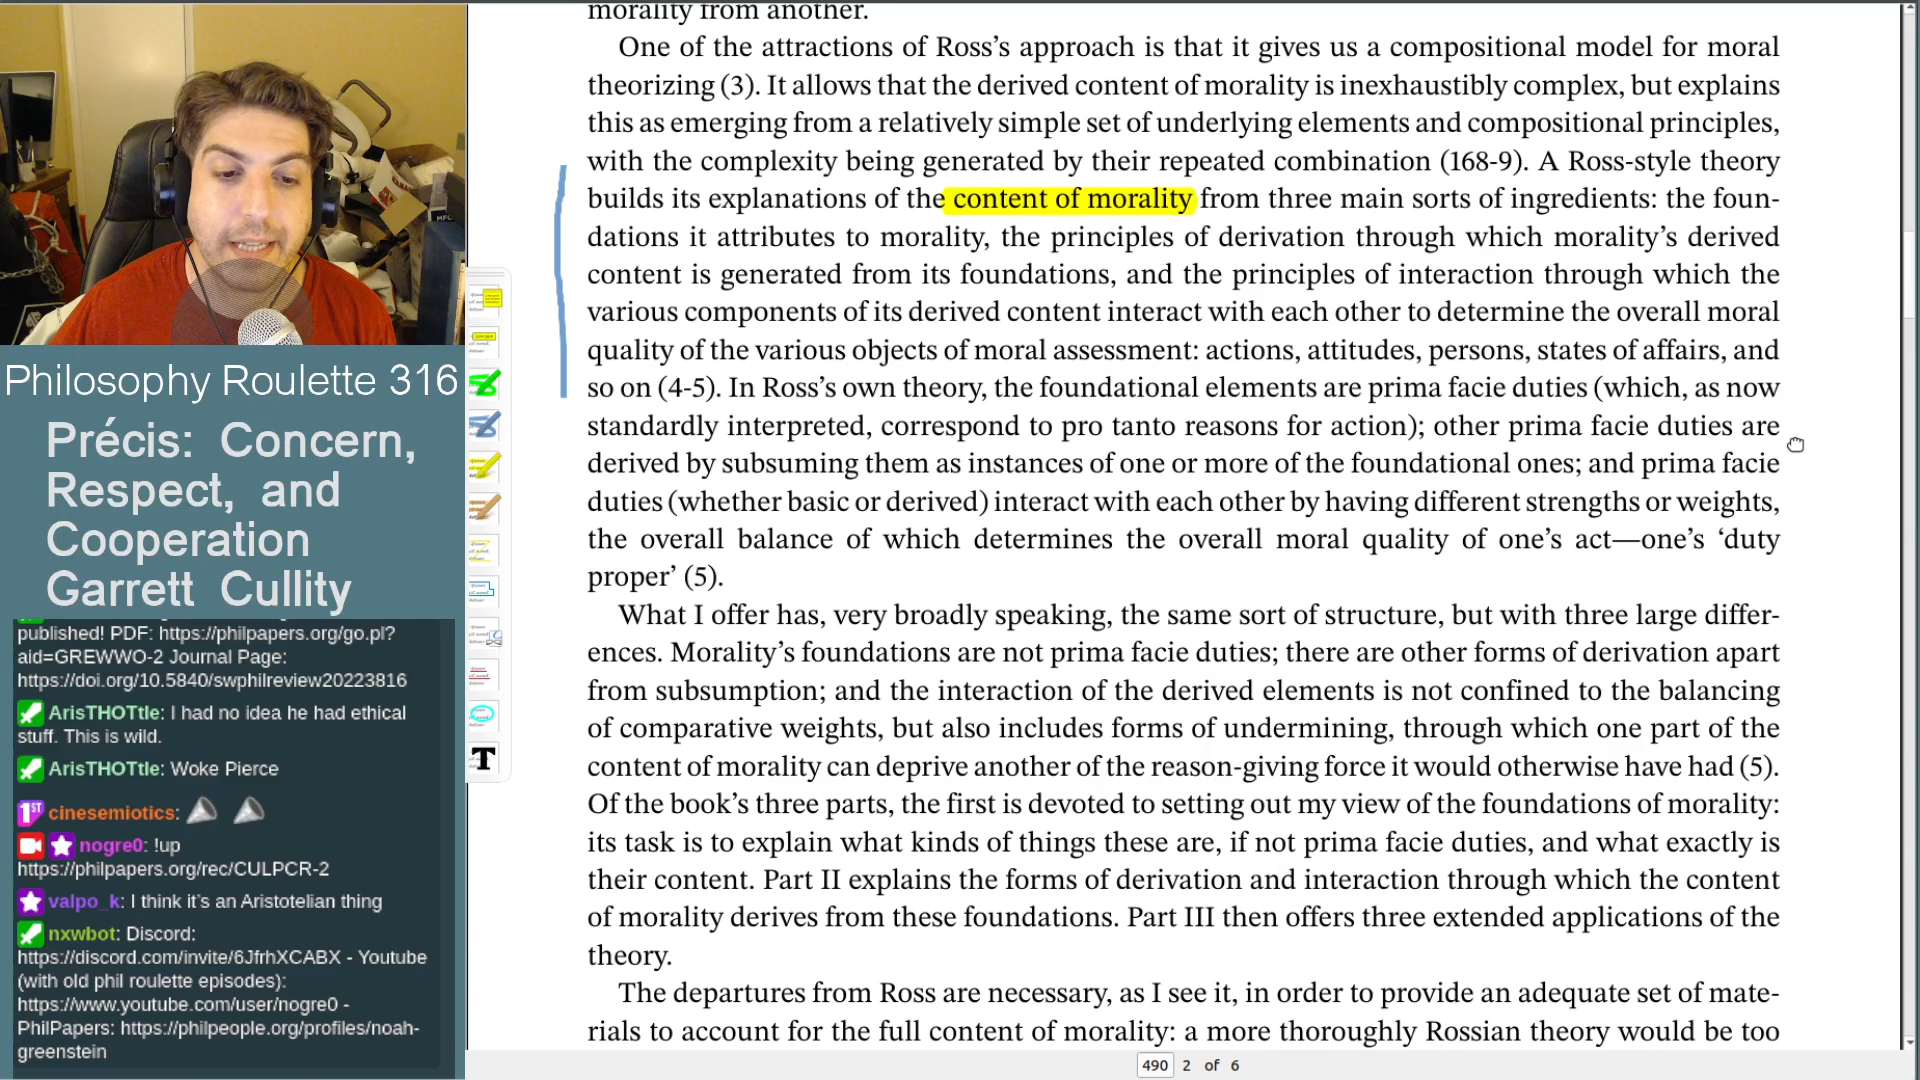 Philosophy Roulette 316
Précis: Concern,
Respect, and
Cooperation
Garrett Cullity
published! PDF: https://philpapers.org/go.pl?
aid=GREWWO-2 Journal Page:
https://doi.org/10.5840/swphilreview20223816
ArisTHOTtle: I had no idea he had ethical
stuff. This is wild.
ArisTHOTtle: Woke Pierce
1ST cinesemiotics:
nogre0: !up
https://philpapers.org/rec/CULPCR-2
valpo_k: I think it's an Aristotelian thing
nxwbot: Discord:
https://discord.com/invite/6JfrhXCABX - Youtube
(with old phil roulette episodes):
https://www.youtube.com/user/nogre0 -
PhilPapers: https://philpeople.org/profiles/noah-
greenstein
morality from another.
One of the attractions of Ross's approach is that it gives us a compositional model for moral
theorizing (3). It allows that the derived content of morality is inexhaustibly complex, but explains
this as emerging from a relatively simple set of underlying elements and compositional principles,
with the complexity being generated by their repeated combination (168-9). A Ross-style theory
builds its explanations of the content of morality from three main sorts of ingredients: the foun-
dations it attributes to morality, the principles of derivation through which morality's derived
content is generated from its foundations, and the principles of interaction through which the
various components of its derived content interact with each other to determine the overall moral
quality of the various objects of moral assessment: actions, attitudes, persons, states of affairs, and
so on (4-5). In Ross's own theory, the foundational elements are prima facie duties (which, as now
standardly interpreted, correspond to pro tanto reasons for action); other prima facie duties are
derived by subsuming them as instances of one or more of the foundational ones; and prima facie
duties (whether basic or derived) interact with each other by having different strengths or weights,
the overall balance of which determines the overall moral quality of one's act—one's 'duty
proper' (5).
What I offer has, very broadly speaking, the same sort of structure, but with three large differ-
ences. Morality's foundations are not prima facie duties; there are other forms of derivation apart
from subsumption; and the interaction of the derived elements is not confined to the balancing
of comparative weights, but also includes forms of undermining, through which one part of the
content of morality can deprive another of the reason-giving force it would otherwise have had (5).
Of the book's three parts, the first is devoted to setting out my view of the foundations of morality:
its task is to explain what kinds of things these are, if not prima facie duties, and what exactly is
their content. Part II explains the forms of derivation and interaction through which the content
of morality derives from these foundations. Part III then offers three extended applications of the
theory.
The departures from Ross are necessary, as I see it, in order to provide an adequate set of mate-
rials to account for the full content of morality: a more thoroughly Rossian theory would be too
T
490 2 of 6